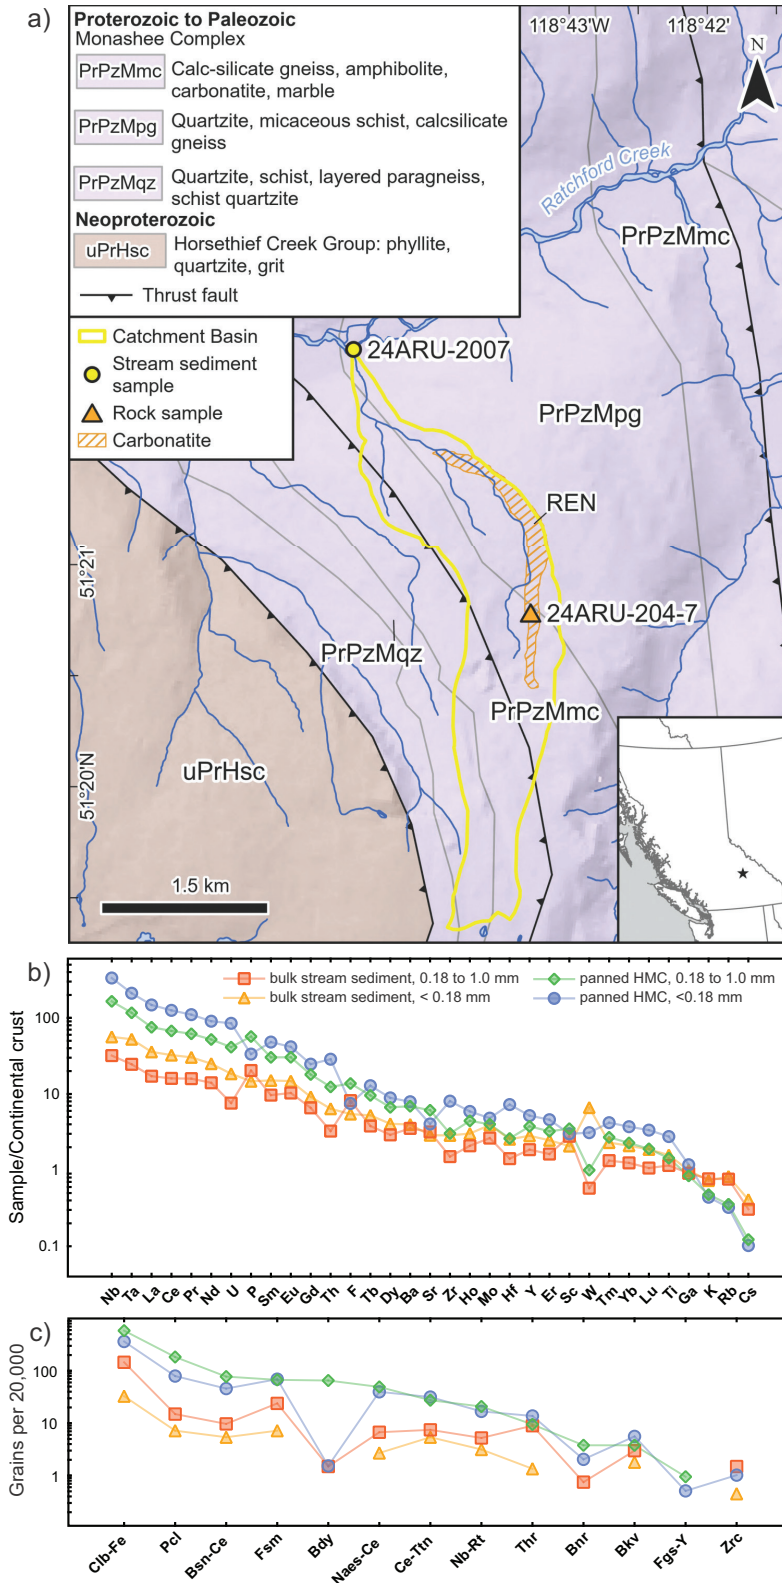 a)
Proterozoic to Paleozoic
Monashee Complex
PrPzMmc
Calc-silicate gneiss, amphibolite,
carbonatite, marble
PrPzMpg
Quartzite, micaceous schist, calcsilicate
gneiss
PrPzMqz
Quartzite, schist, layered paragneiss,
schist quartzite
Neoproterozoic
uPrHsc
Horsethief Creek Group: phyllite,
quartzite, grit
Thrust fault
Catchment Basin
Stream sediment
sample
Rock sample
Carbonatite
118°43'W
118°42'
N
Ratchford Creek
PrPzMmc
24ARU-2007
PrPzMpg
REN
51°21'
24ARU-204-7
PrPzMqz
PrPzMmc
uPrHsc
51°20'N
1.5 km
b)
bulk stream sediment, 0.18 to 1.0 mm
panned HMC, 0.18 to 1.0 mm
bulk stream sediment, < 0.18 mm
panned HMC, <0.18 mm
Sample/Continental crust
100
10
1
0.1
Nb Ta La Ce Pr Nd U P Sm Eu Gd Th F Tb Dy Ba Sr Zr Ho Mo Hf Y Er Sc W Tm Yb Lu Ti Ga K Rb Cs
c)
Grains per 20,000
100
10
1
Clb-Fe Pcl Bsn-Ce Fsm Bdy Naes-Ce Ce-Ttn Nb-Rt Thr Bnr Bkv Fgs-Y Zrc